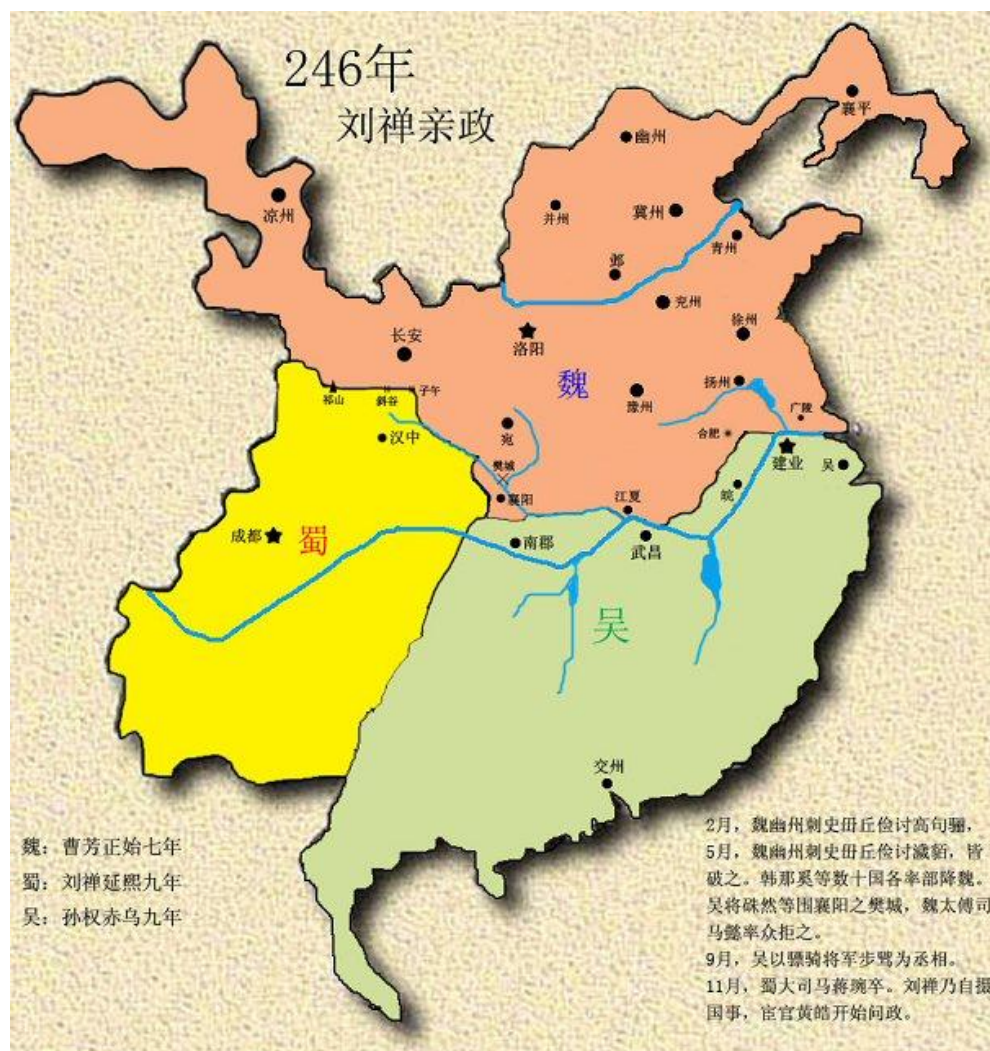 246年
刘禅亲政
襄平
幽州
凉州
并州
冀州
青州
邺
兖州
长安
洛阳
徐州
魏
扬州
祁山
斜谷
子午
豫州
广陵
汉中
宛
合肥
建业
吴
樊城
襄阳
皖
江夏
成都
蜀
南郡
武昌
吴
交州
魏：曹芳正始七年
蜀：刘禅延熙九年
吴：孙权赤乌九年
2月，魏幽州刺史毌丘俭讨高句骊，
5月，魏幽州刺史毌丘俭讨濊貊，皆
破之。韩那奚等数十国各率部降魏。
吴将硃然等围襄阳之樊城，魏太傅司
马懿率众拒之。
9月，吴以骠骑将军步骘为丞相。
11月，蜀大司马蒋琬卒。刘禅乃自摄
国事，宦官黄皓开始问政。